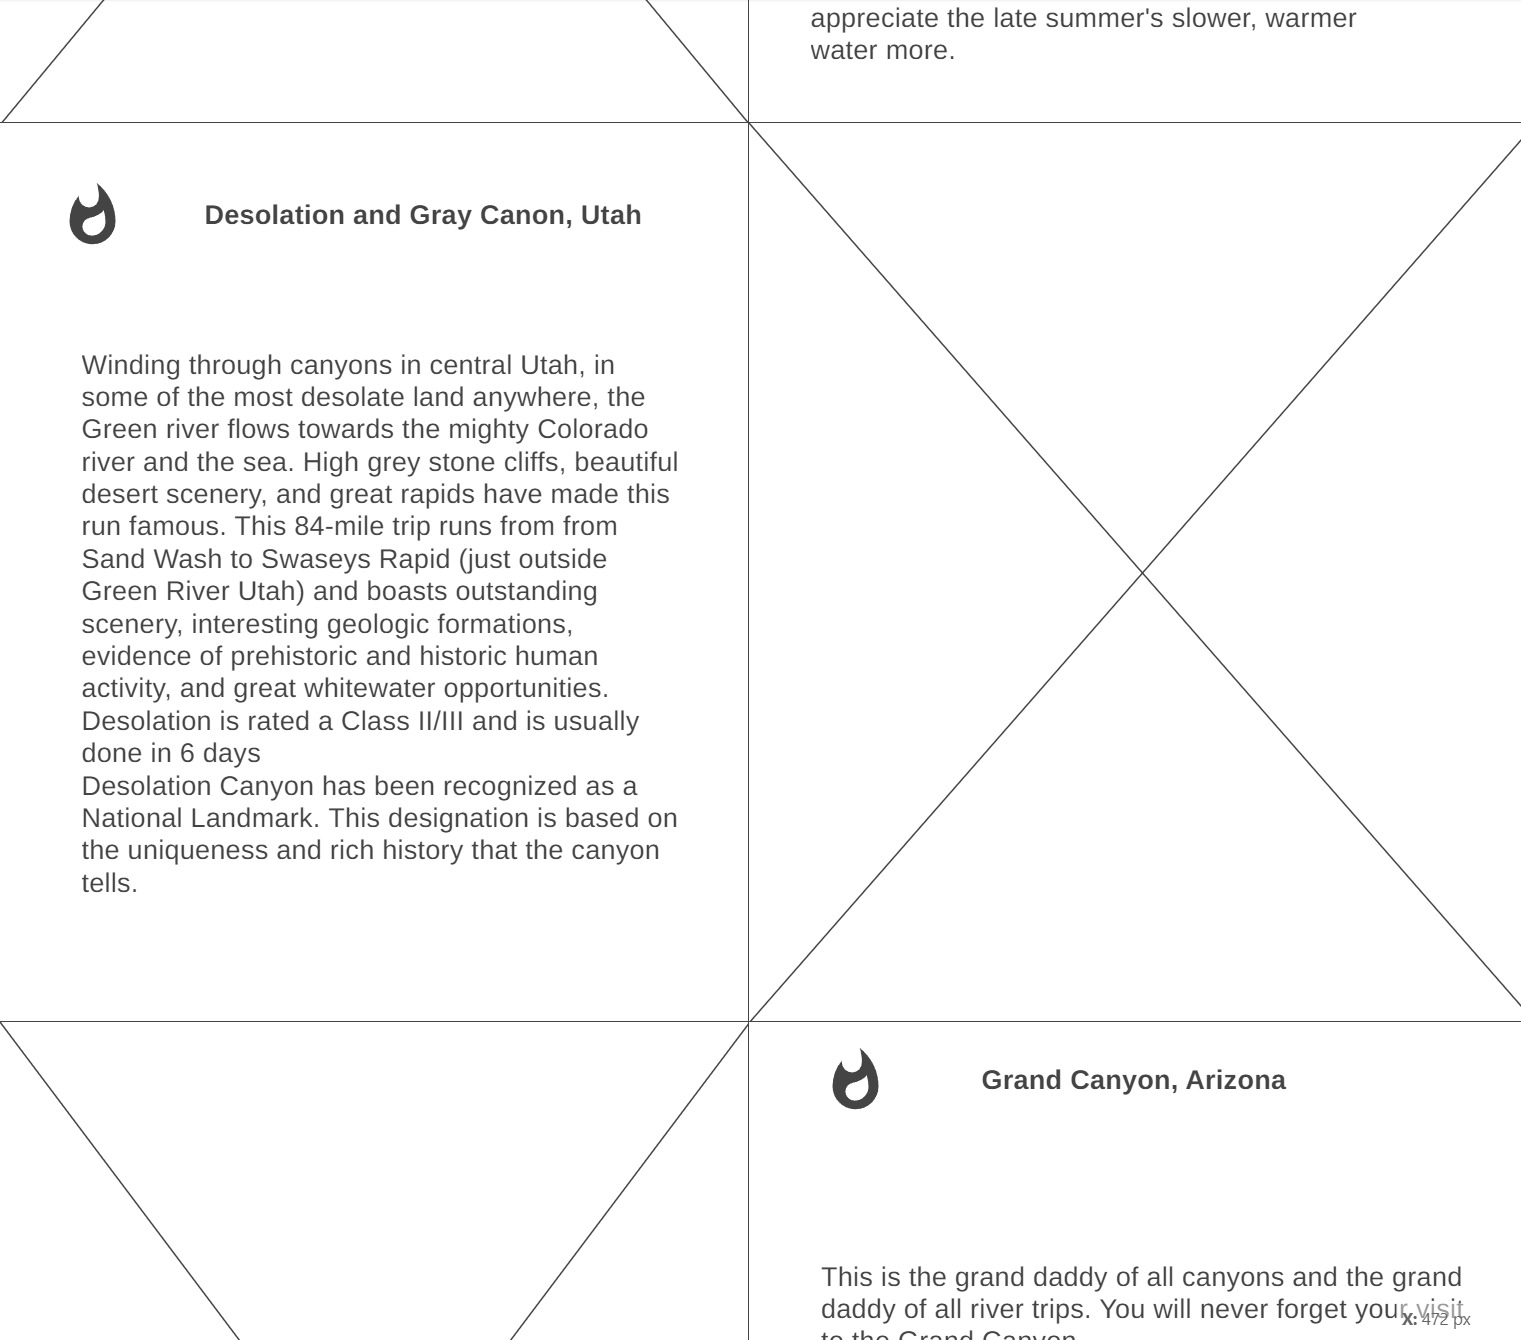 appreciate the late summer's slower, warmer
water more.
Desolation and Gray Canon, Utah
Winding through canyons in central Utah, in
some of the most desolate land anywhere, the
Green river flows towards the mighty Colorado
river and the sea. High grey stone cliffs, beautiful
desert scenery, and great rapids have made this
run famous. This 84-mile trip runs from from
Sand Wash to Swaseys Rapid (just outside
Green River Utah) and boasts outstanding
scenery, interesting geologic formations,
evidence of prehistoric and historic human
activity, and great whitewater opportunities.
Desolation is rated a Class II/III and is usually
done in 6 days
Desolation Canyon has been recognized as a
National Landmark. This designation is based on
the uniqueness and rich history that the canyon
tells.
Grand Canyon, Arizona
This is the grand daddy of all canyons and the grand
daddy of all river trips. You will never forget your visit
to the Grand Canyon
X: 472 px